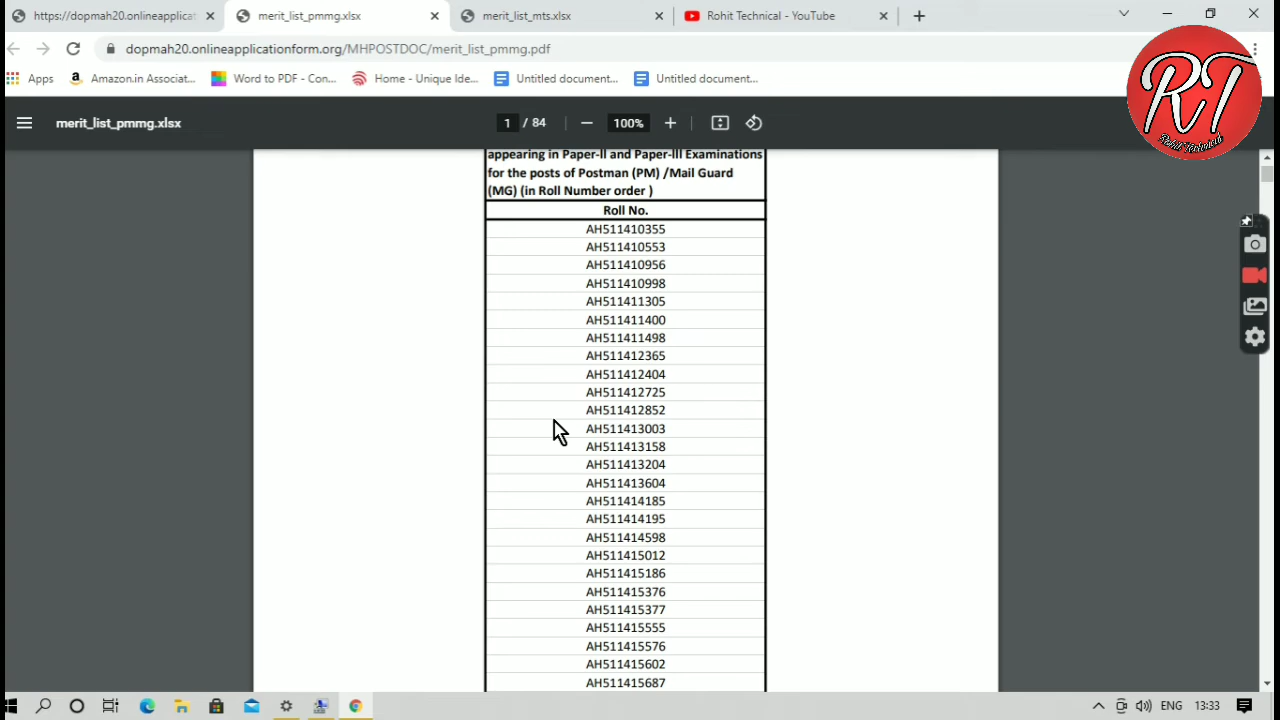 https://dopmah20.onlineapplicat
merit_list_pmmg.xlsx
merit_list_mts.xlsx
Rohit Technical - YouTube
dopmah20.onlineapplicationform.org/MHPOSTDOC/merit_list_pmmg.pdf
Apps
Amazon.in Associat...
Word to PDF - Con...
Home - Unique Ide...
Untitled document...
Untitled document...
RT
Rohit Technical
merit_list_pmmg.xlsx
1 / 84
100%
appearing in Paper-II and Paper-III Examinations
for the posts of Postman (PM) /Mail Guard
(MG) (in Roll Number order )
Roll No.
AH511410355
AH511410553
AH511410956
AH511410998
AH511411305
AH511411400
AH511411498
AH511412365
AH511412404
AH511412725
AH511412852
AH511413003
AH511413158
AH511413204
AH511413604
AH511414185
AH511414195
AH511414598
AH511415012
AH511415186
AH511415376
AH511415377
AH511415555
AH511415576
AH511415602
AH511415687
ENG
13:33